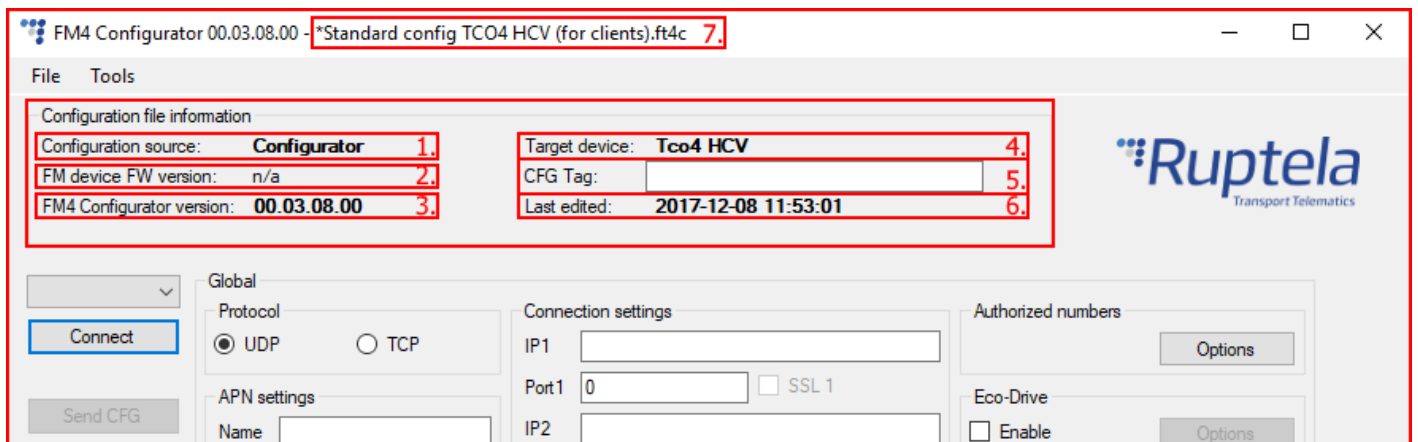 FM4 Configurator 00.03.08.00 - *Standard config TCO4 HCV (for clients).ft4c 7.
File Tools
Configuration file information
Configuration source: Configurator 1.
Target device: Tco4 HCV 4.
FM device FW version: n/a 2.
CFG Tag: 5.
FM4 Configurator version: 00.03.08.00 3.
Last edited: 2017-12-08 11:53:01 6.
Ruptela
Transport Telematics
Connect
Send CFG
Global
Protocol
UDP TCP
APN settings
Name
Connection settings
IP1
Port1 0 SSL 1
IP2
Authorized numbers
Options
Eco-Drive
Enable Options